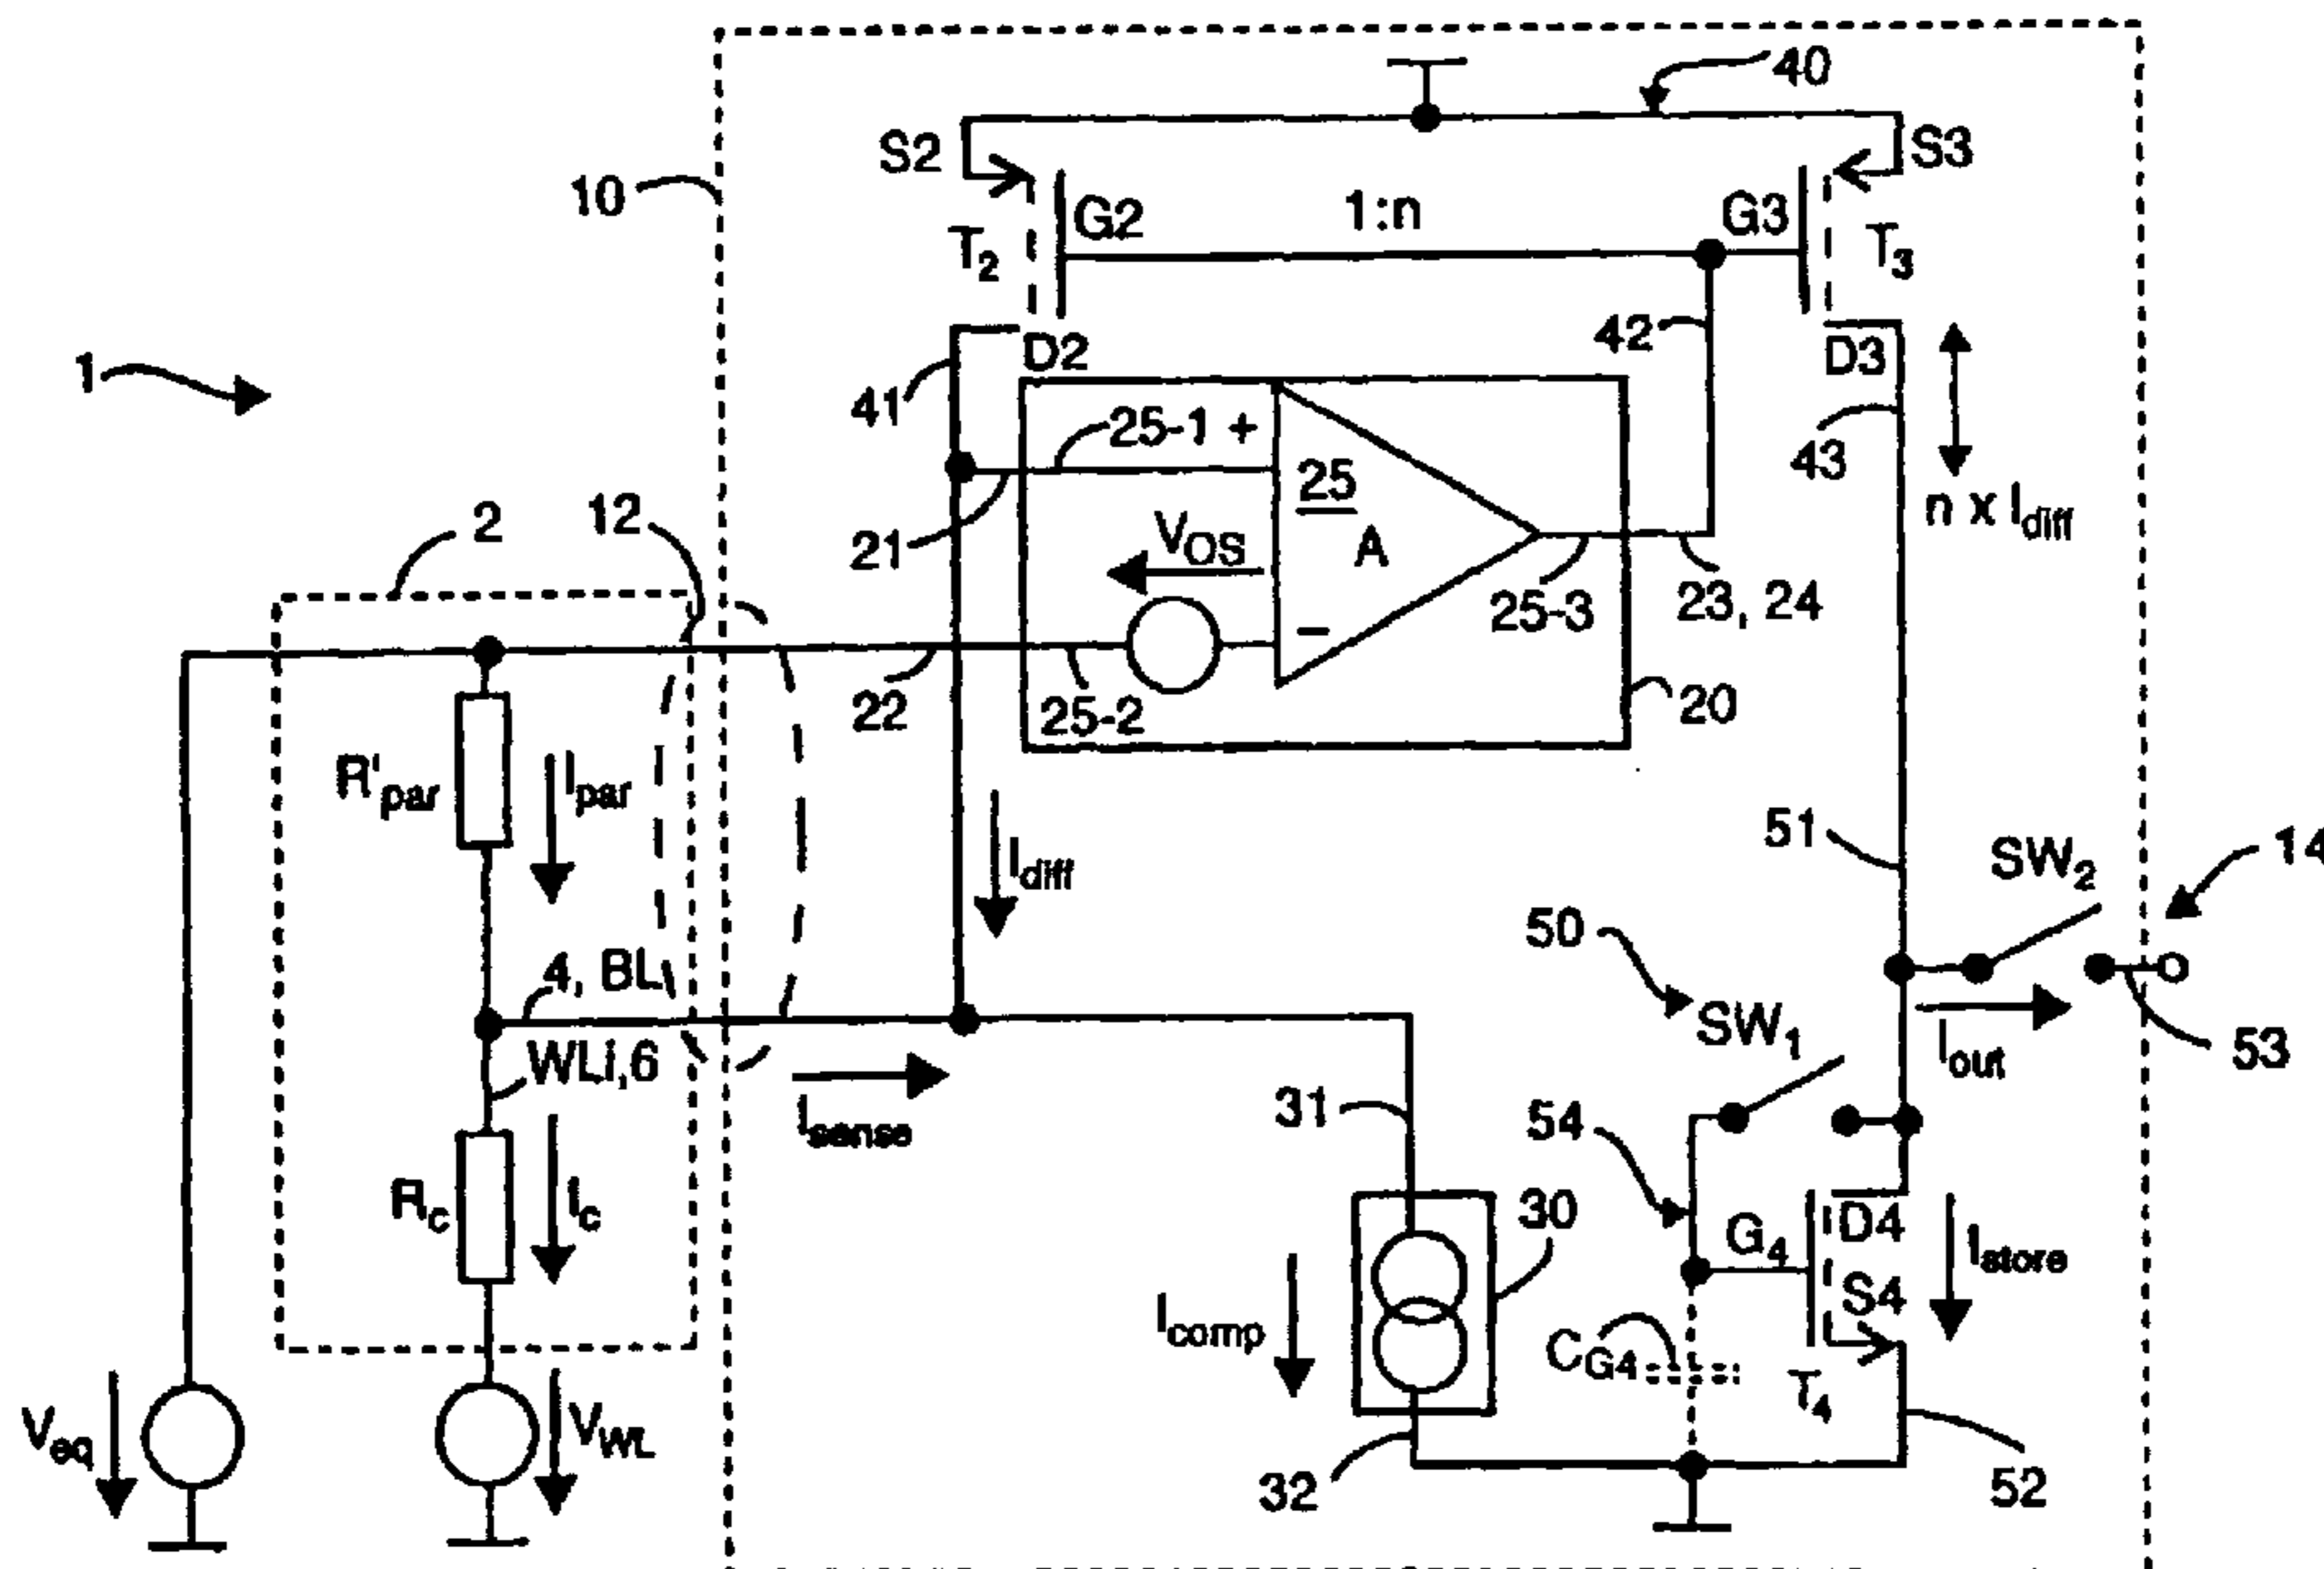 40
S2
S3
10
G2
1:n
G3
T2
T3
42
1
D2
D3
41
25-1 +
43
25
2
12
21
VOS
A
n x Idiff
25-3
23, 24
−
22
25-2
20
R'par
Ipar
51
SW2
14
Idiff
50
4, BL
SW1
Iout
53
WLi,6
Isense
31
54
Rc
Ic
30
G4
D4
Istore
S4
Icomp
CG4
T4
Veq
VWL
32
52